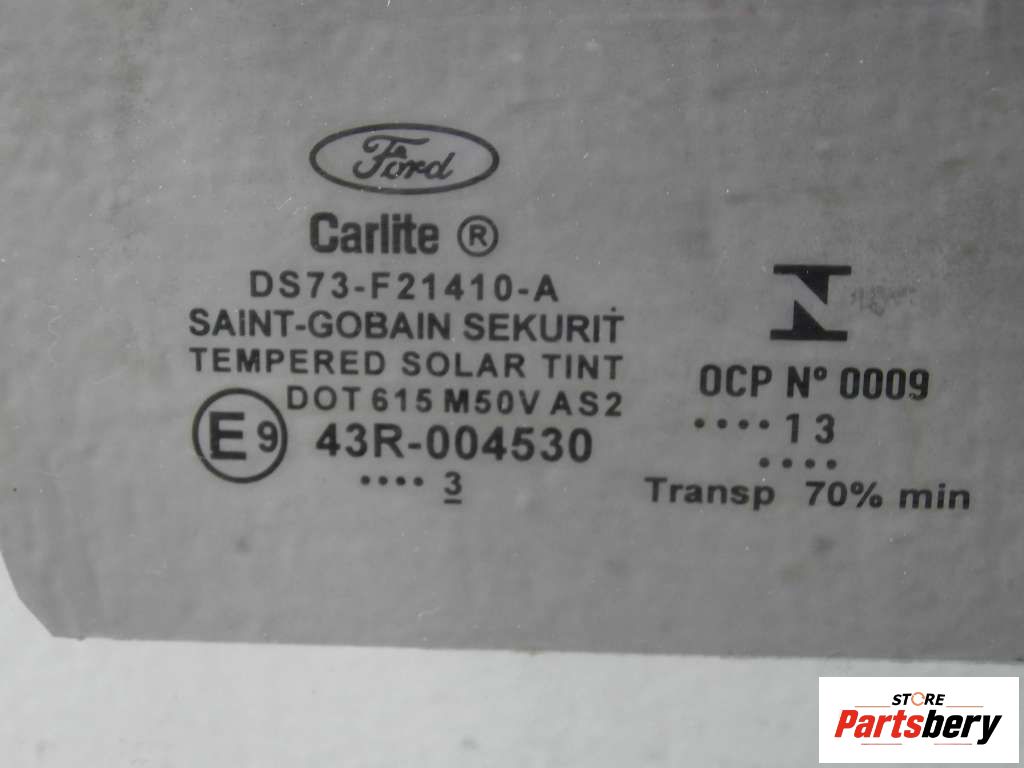 Ford
Carlite ®
DS73-F21410-A
SAINT-GOBAIN SEKURIT
TEMPERED SOLAR TINT
DOT 615 M50V AS2
E9 43R-004530
•••• 3
OCP Nº 0009
•••• 13
••••
Transp 70% min
STORE
Partsbery